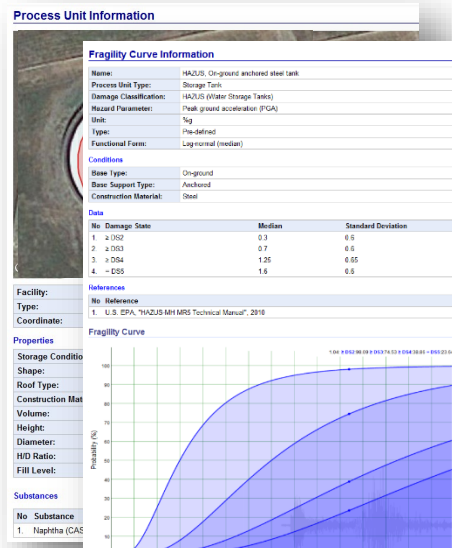 Process Unit Information
Fragility Curve Information
Name: HAZUS, On-ground anchored steel tank
Process Unit Type: Storage Tank
Damage Classification: HAZUS (Water Storage Tanks)
Hazard Parameter: Peak ground acceleration (PGA)
Unit: %g
Type: Pre-defined
Functional Form: Log-normal (median)
Conditions
Base Type: On-ground
Base Support Type: Anchored
Construction Material: Steel
Data
No Damage State Median Standard Deviation
1. ≥ DS2 0.3 0.6
2. ≥ DS3 0.7 0.6
3. ≥ DS4 1.25 0.65
4. = DS5 1.6 0.6
References
No Reference
1. U.S. EPA, "HAZUS-MH MR5 Technical Manual", 2010
Fragility Curve
Facility:
Type:
Coordinate:
Properties
Storage Conditio
Shape:
Roof Type:
Construction Mat
Volume:
Height:
Diameter:
H/D Ratio:
Fill Level:
Substances
No Substance
1. Naphtha (CAS
Probability (%)
100
90
80
70
60
50
40
30
20
10